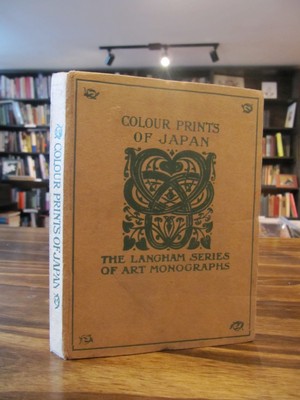 COLOUR PRINTS
OF JAPAN
THE LANGHAM SERIES
OF ART MONOGRAPHS
COLOUR PRINTS OF JAPAN